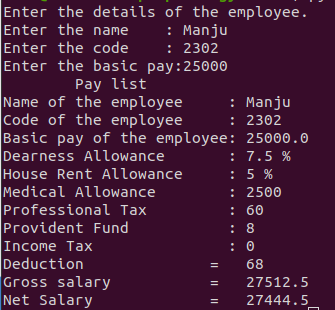 Enter the details of the employee.
Enter the name    : Manju
Enter the code    : 2302
Enter the basic pay:25000
         Pay list
Name of the employee     : Manju
Code of the employee     : 2302
Basic pay of the employee: 25000.0
Dearness Allowance       : 7.5 %
House Rent Allowance     : 5 %
Medical Allowance        : 2500
Professional Tax         : 60
Provident Fund           : 8
Income Tax               : 0
Deduction              =   68
Gross salary           =   27512.5
Net Salary             =   27444.5